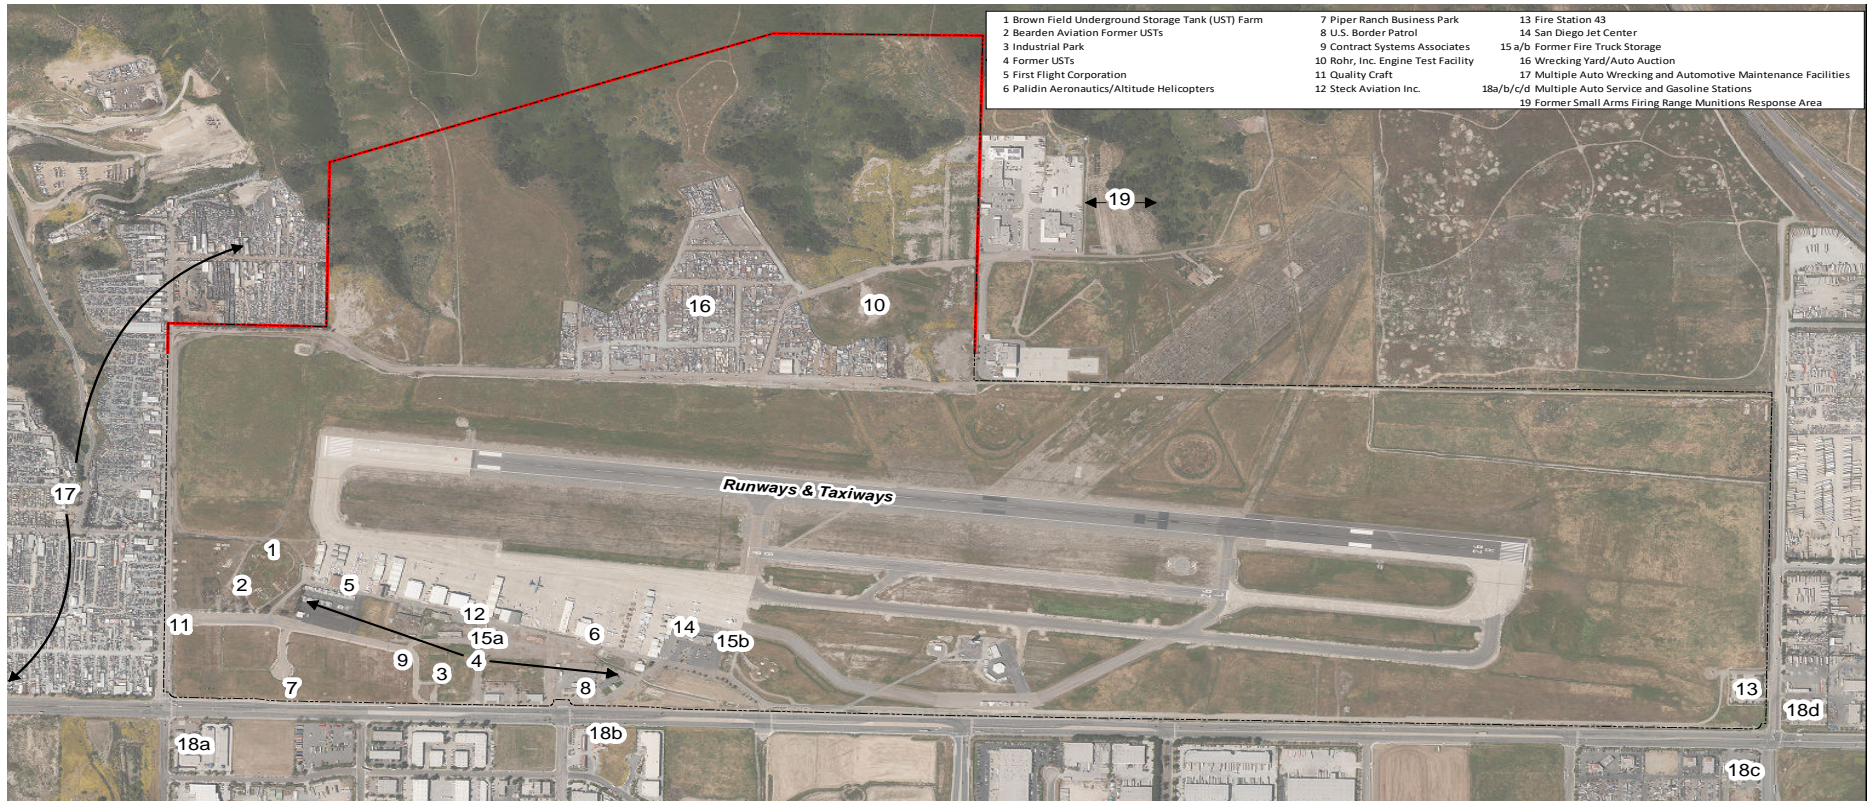 1 Brown Field Underground Storage Tank (UST) Farm
2 Bearden Aviation Former USTs
3 Industrial Park
4 Former USTs
5 First Flight Corporation
6 Palidin Aeronautics/Altitude Helicopters
7 Piper Ranch Business Park
8 U.S. Border Patrol
9 Contract Systems Associates
10 Rohr, Inc. Engine Test Facility
11 Quality Craft
12 Steck Aviation Inc.
13 Fire Station 43
14 San Diego Jet Center
15 a/b Former Fire Truck Storage
16 Wrecking Yard/Auto Auction
17 Multiple Auto Wrecking and Automotive Maintenance Facilities
18a/b/c/d Multiple Auto Service and Gasoline Stations
19 Former Small Arms Firing Range Munitions Response Area
19
16
10
17
Runways & Taxiways
1
2
5
11
12
15a
6
14
15b
9
4
3
7
8
13
18a
18b
18d
18c